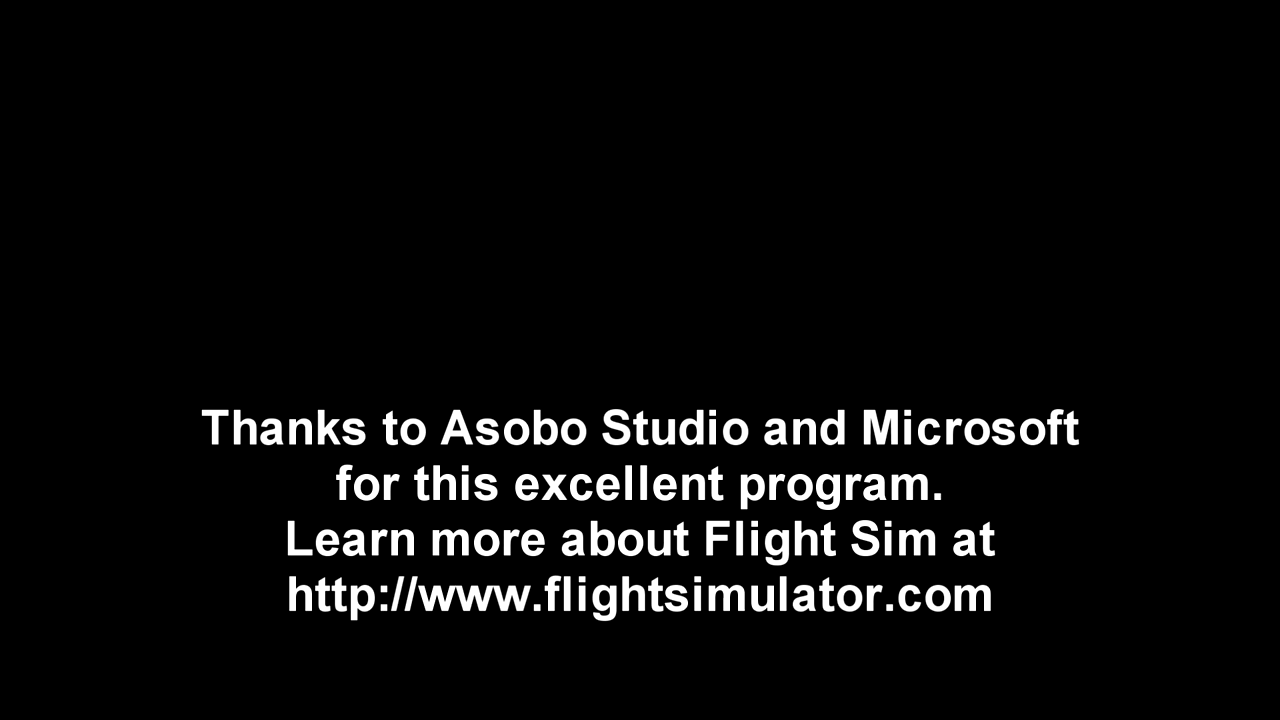 Thanks to Asobo Studio and Microsoft
for this excellent program.
Learn more about Flight Sim at
http://www.flightsimulator.com